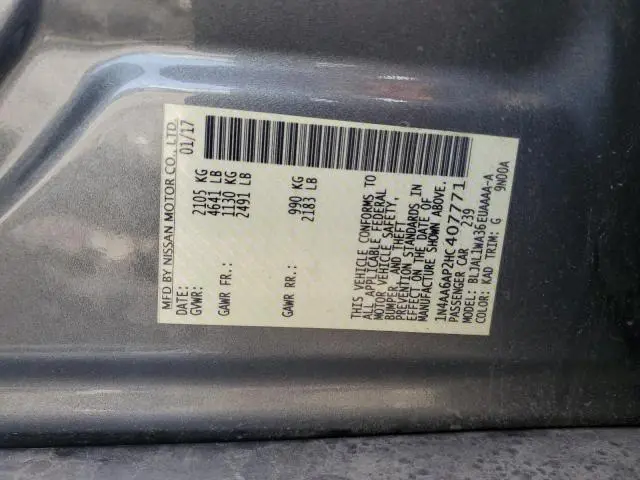 MFD BY NISSAN MOTOR CO., LTD.
DATE: 01/17
GVWR: 2105 KG
4641 LB
GAWR FR.: 1130 KG
2491 LB
GAWR RR.: 990 KG
2183 LB
THIS VEHICLE CONFORMS TO
ALL APPLICABLE FEDERAL
MOTOR VEHICLE SAFETY,
BUMPER, AND THEFT
PREVENTION STANDARDS IN
EFFECT ON THE DATE OF
MANUFACTURE SHOWN ABOVE.
1N4AA6AP2HC407771
PASSENGER CAR 239
MODEL: BLJAL1WA36EUAAAA-A
COLOR: KAD TRIM: G 9N00A